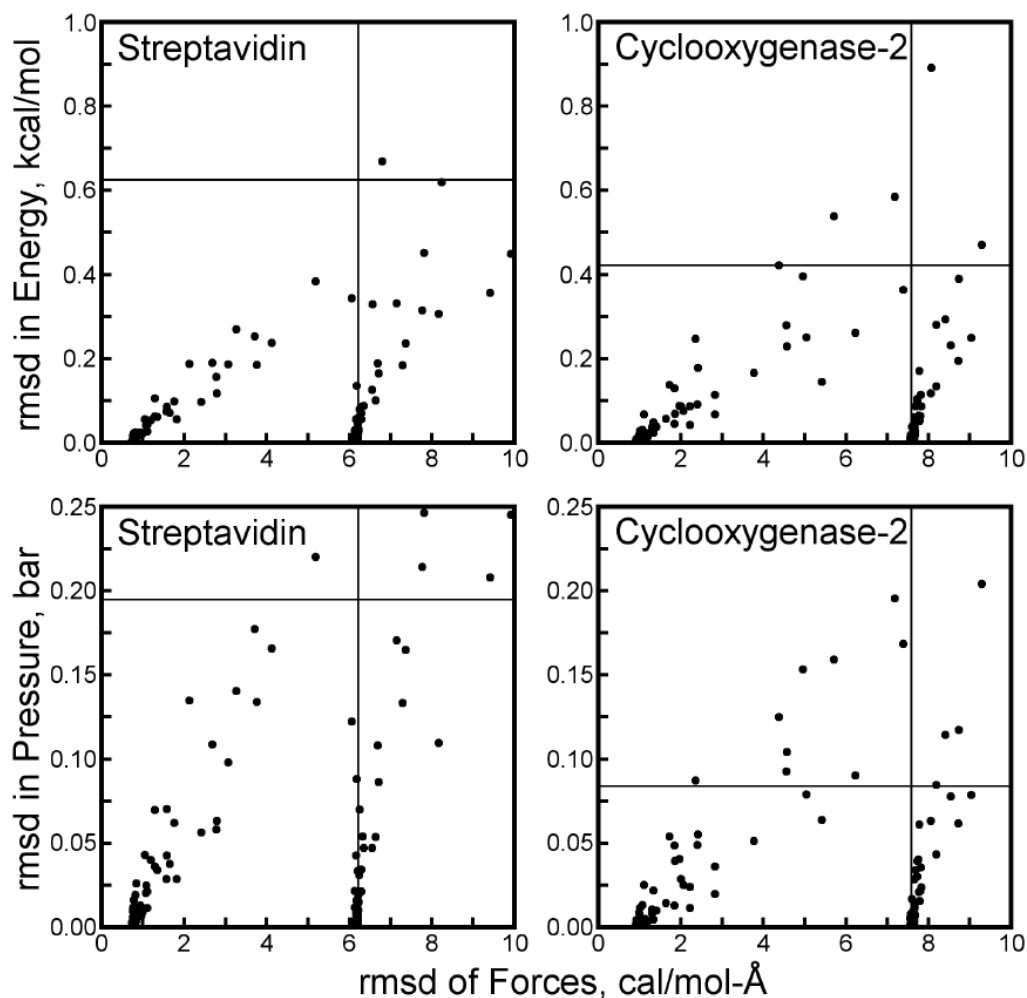 Streptavidin
Cyclooxygenase-2
rmsd in Energy, kcal/mol
1.0
0.8
0.6
0.4
0.2
0.0
0 2 4 6 8 10
1.0
0.8
0.6
0.4
0.2
0.0
0 2 4 6 8 10
Streptavidin
Cyclooxygenase-2
rmsd in Pressure, bar
0.25
0.20
0.15
0.10
0.05
0.00
0 2 4 6 8 10
0.25
0.20
0.15
0.10
0.05
0.00
0 2 4 6 8 10
rmsd of Forces, cal/mol-Å